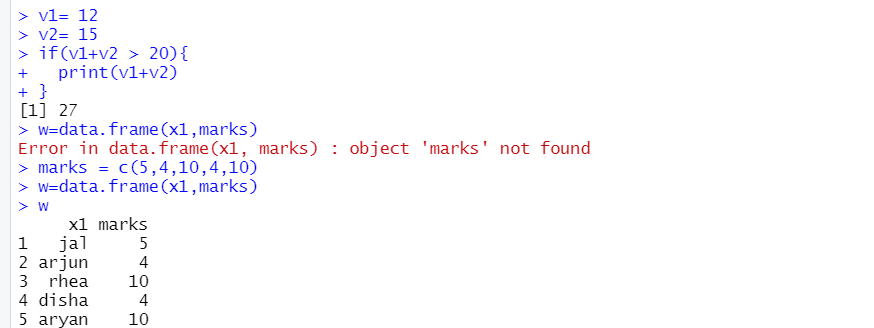 > v1= 12
> v2= 15
> if(v1+v2 > 20){
+   print(v1+v2)
+ }
[1] 27
> w=data.frame(x1,marks)
Error in data.frame(x1, marks) : object 'marks' not found
> marks = c(5,4,10,4,10)
> w=data.frame(x1,marks)
> w
     x1 marks
1   jal     5
2 arjun     4
3  rhea    10
4 disha     4
5 aryan    10